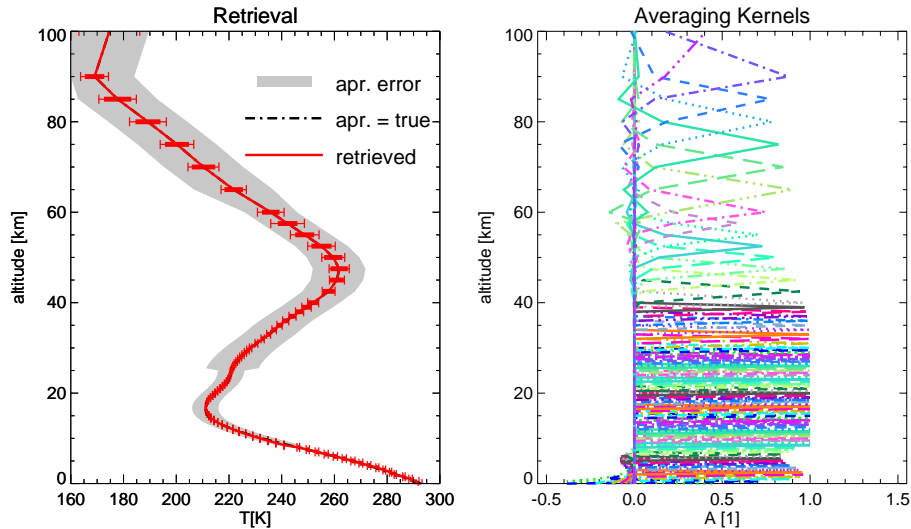 Retrieval
100
80
60
40
20
0
altitude [km]
apr. error
apr. = true
retrieved
160 180 200 220 240 260 280 300
T[K]
Averaging Kernels
100
80
60
40
20
0
altitude [km]
-0.5 0.0 0.5 1.0 1.5
A [1]